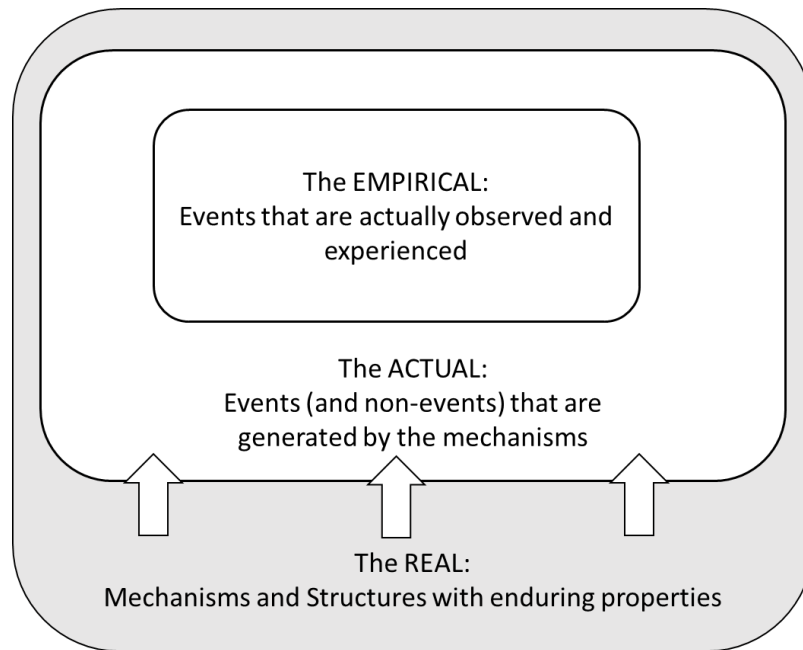 The EMPIRICAL:
Events that are actually observed and
experienced
The ACTUAL:
Events (and non-events) that are
generated by the mechanisms
The REAL:
Mechanisms and Structures with enduring properties